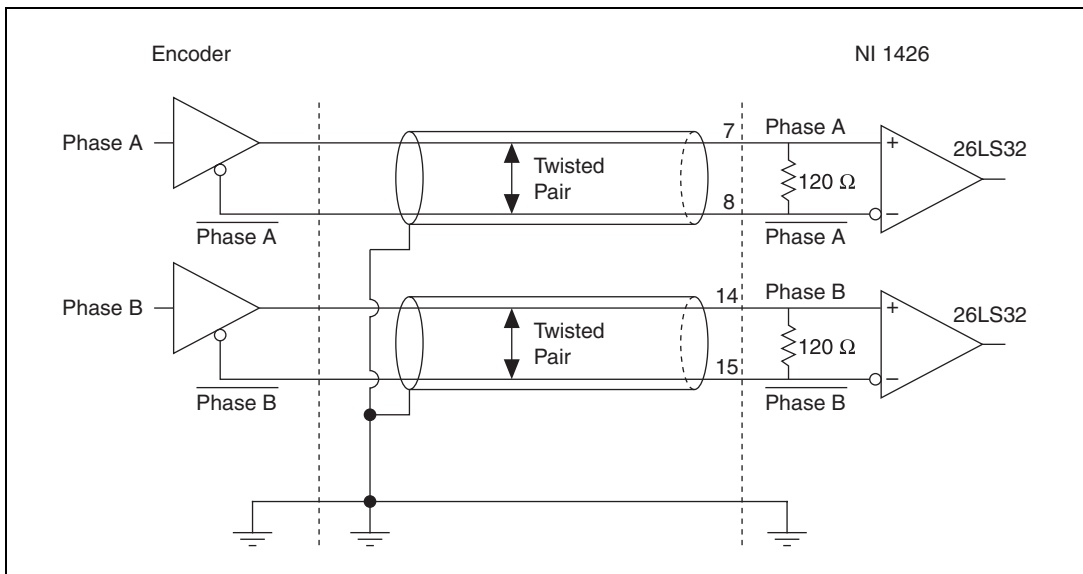 Encoder
NI 1426
Phase A
7
Phase A
26LS32
+
Twisted
Pair
120 Ω
8
−
Phase A
Phase A
Phase B
14
Phase B
26LS32
+
Twisted
Pair
120 Ω
15
−
Phase B
Phase B